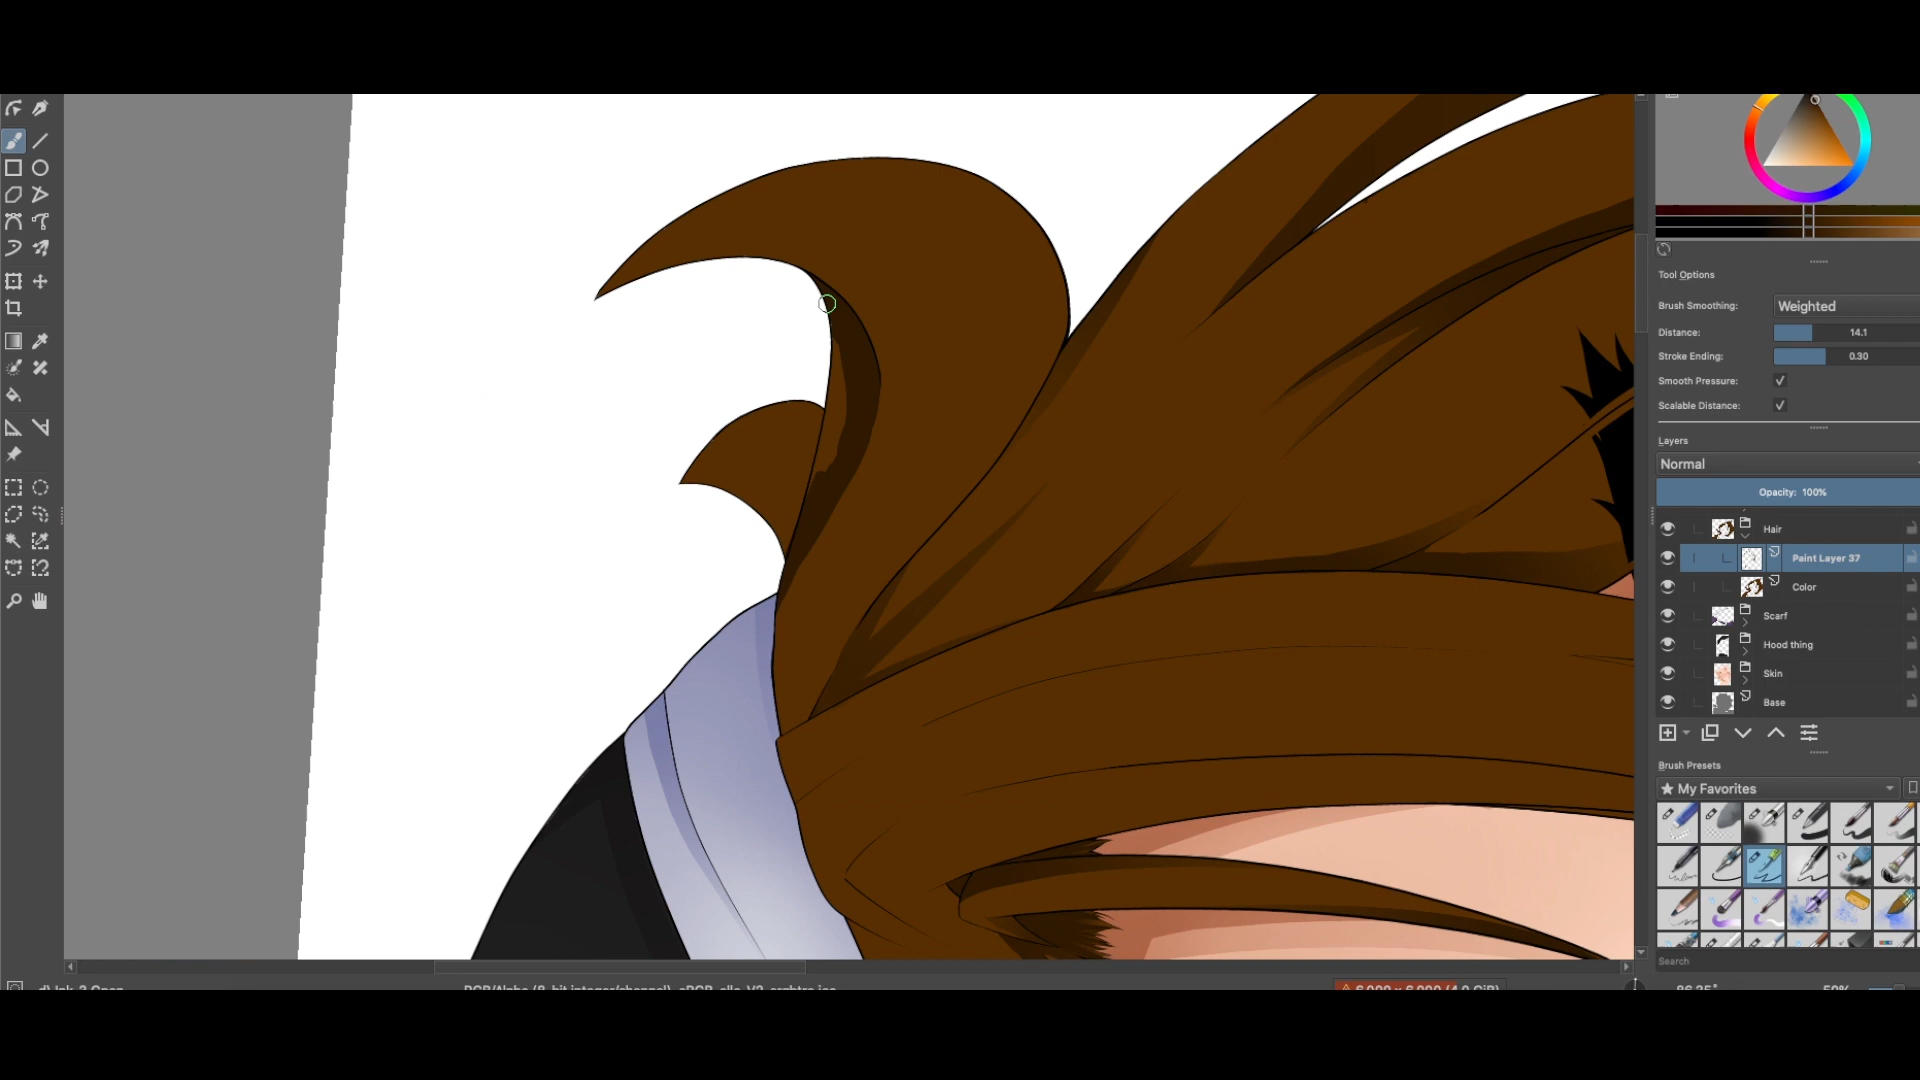 Tool Options
Brush Smoothing: Weighted
Distance: 14.1
Stroke Ending: 0.30
Smooth Pressure:
Scalable Distance:
Layers
Normal
Opacity: 100%
Hair
Paint Layer 37
Color
Scarf
Hood thing
Skin
Base
Brush Presets
★ My Favorites
Search